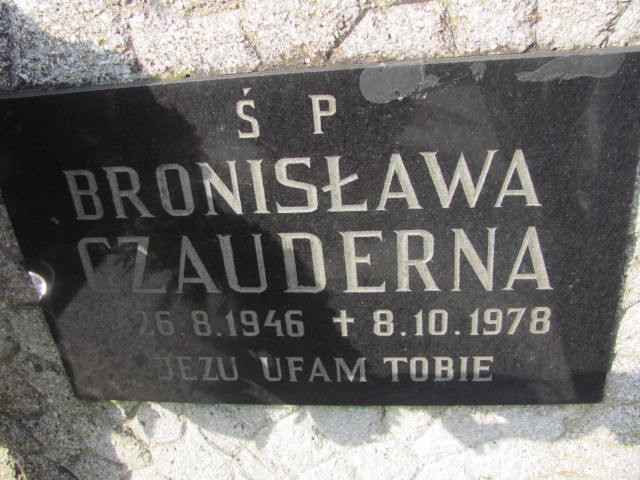 Ś P
BRONISŁAWA
CZAUDERNA
26.8.1946 ✝ 8.10.1978
JEZU UFAM TOBIE